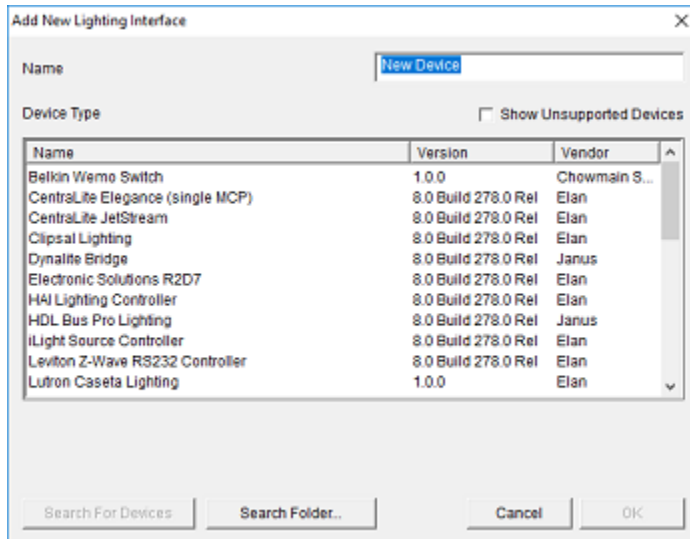 Add New Lighting Interface
Name New Device
Device Type Show Unsupported Devices
Name Version Vendor
Belkin Wemo Switch 1.0.0 Chowmain S...
CentraLite Elegance (single MCP) 8.0 Build 278.0 Rel Elan
CentraLite JetStream 8.0 Build 278.0 Rel Elan
Clipsal Lighting 8.0 Build 278.0 Rel Elan
Dynalite Bridge 8.0 Build 278.0 Rel Janus
Electronic Solutions R2D7 8.0 Build 278.0 Rel Elan
HAI Lighting Controller 8.0 Build 278.0 Rel Elan
HDL Bus Pro Lighting 8.0 Build 278.0 Rel Janus
iLight Source Controller 8.0 Build 278.0 Rel Elan
Leviton Z-Wave RS232 Controller 8.0 Build 278.0 Rel Elan
Lutron Caseta Lighting 1.0.0 Elan
Search For Devices Search Folder... Cancel OK